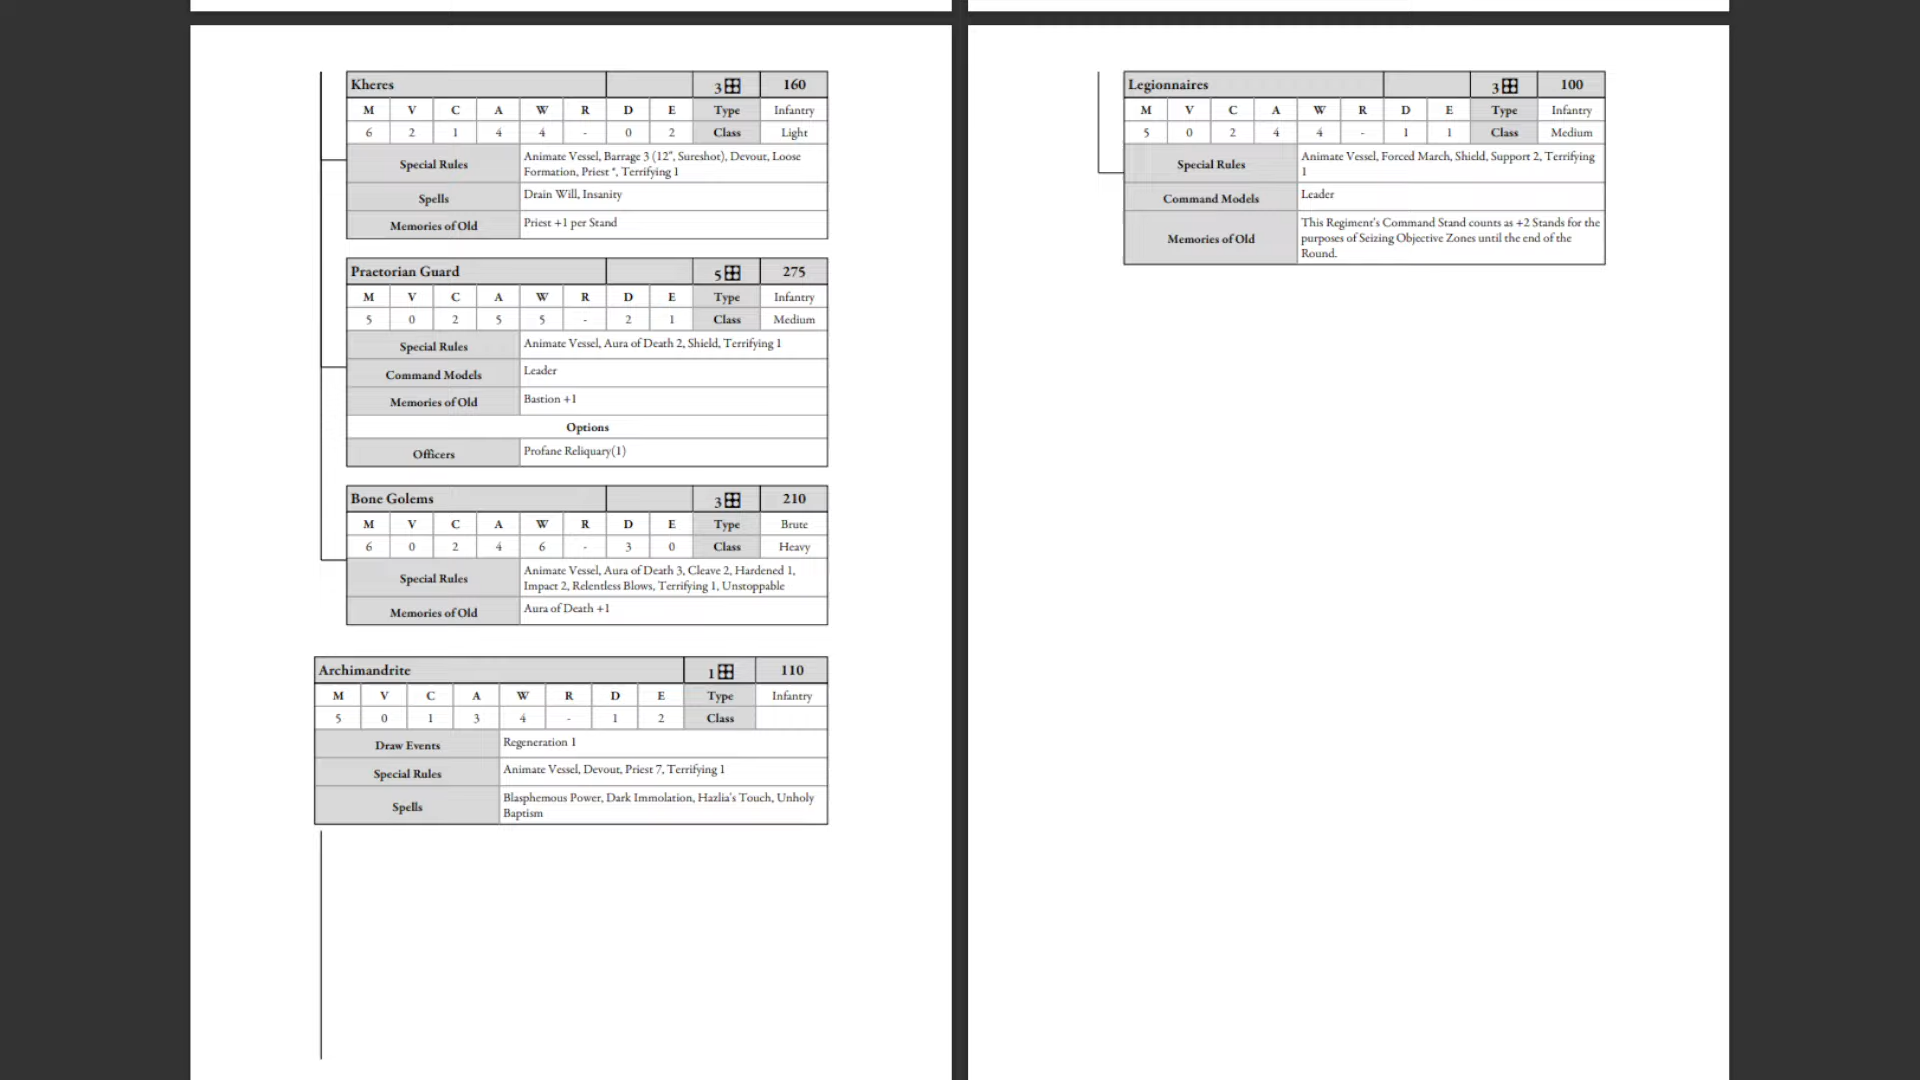 Kheres 3 160
M V C A W R D E Type Infantry
6 2 1 4 4 - 0 2 Class Light
Special Rules Animate Vessel, Barrage 3 (12", Sureshot), Devout, Loose
Formation, Priest *, Terrifying 1
Spells Drain Will, Insanity
Memories of Old Priest +1 per Stand
Praetorian Guard 5 275
M V C A W R D E Type Infantry
5 0 2 5 5 - 2 1 Class Medium
Special Rules Animate Vessel, Aura of Death 2, Shield, Terrifying 1
Command Models Leader
Memories of Old Bastion +1
Options
Officers Profane Reliquary(1)
Bone Golems 3 210
M V C A W R D E Type Brute
6 0 2 4 6 - 3 0 Class Heavy
Special Rules Animate Vessel, Aura of Death 3, Cleave 2, Hardened 1,
Impact 2, Relentless Blows, Terrifying 1, Unstoppable
Memories of Old Aura of Death +1
Archimandrite 1 110
M V C A W R D E Type Infantry
5 0 1 3 4 - 1 2 Class
Draw Events Regeneration 1
Special Rules Animate Vessel, Devout, Priest 7, Terrifying 1
Spells Blasphemous Power, Dark Immolation, Hazlia's Touch, Unholy
Baptism
Legionnaires 3 100
M V C A W R D E Type Infantry
5 0 2 4 4 - 1 1 Class Medium
Special Rules Animate Vessel, Forced March, Shield, Support 2, Terrifying
1
Command Models Leader
Memories of Old This Regiment's Command Stand counts as +2 Stands for the
purposes of Seizing Objective Zones until the end of the
Round.